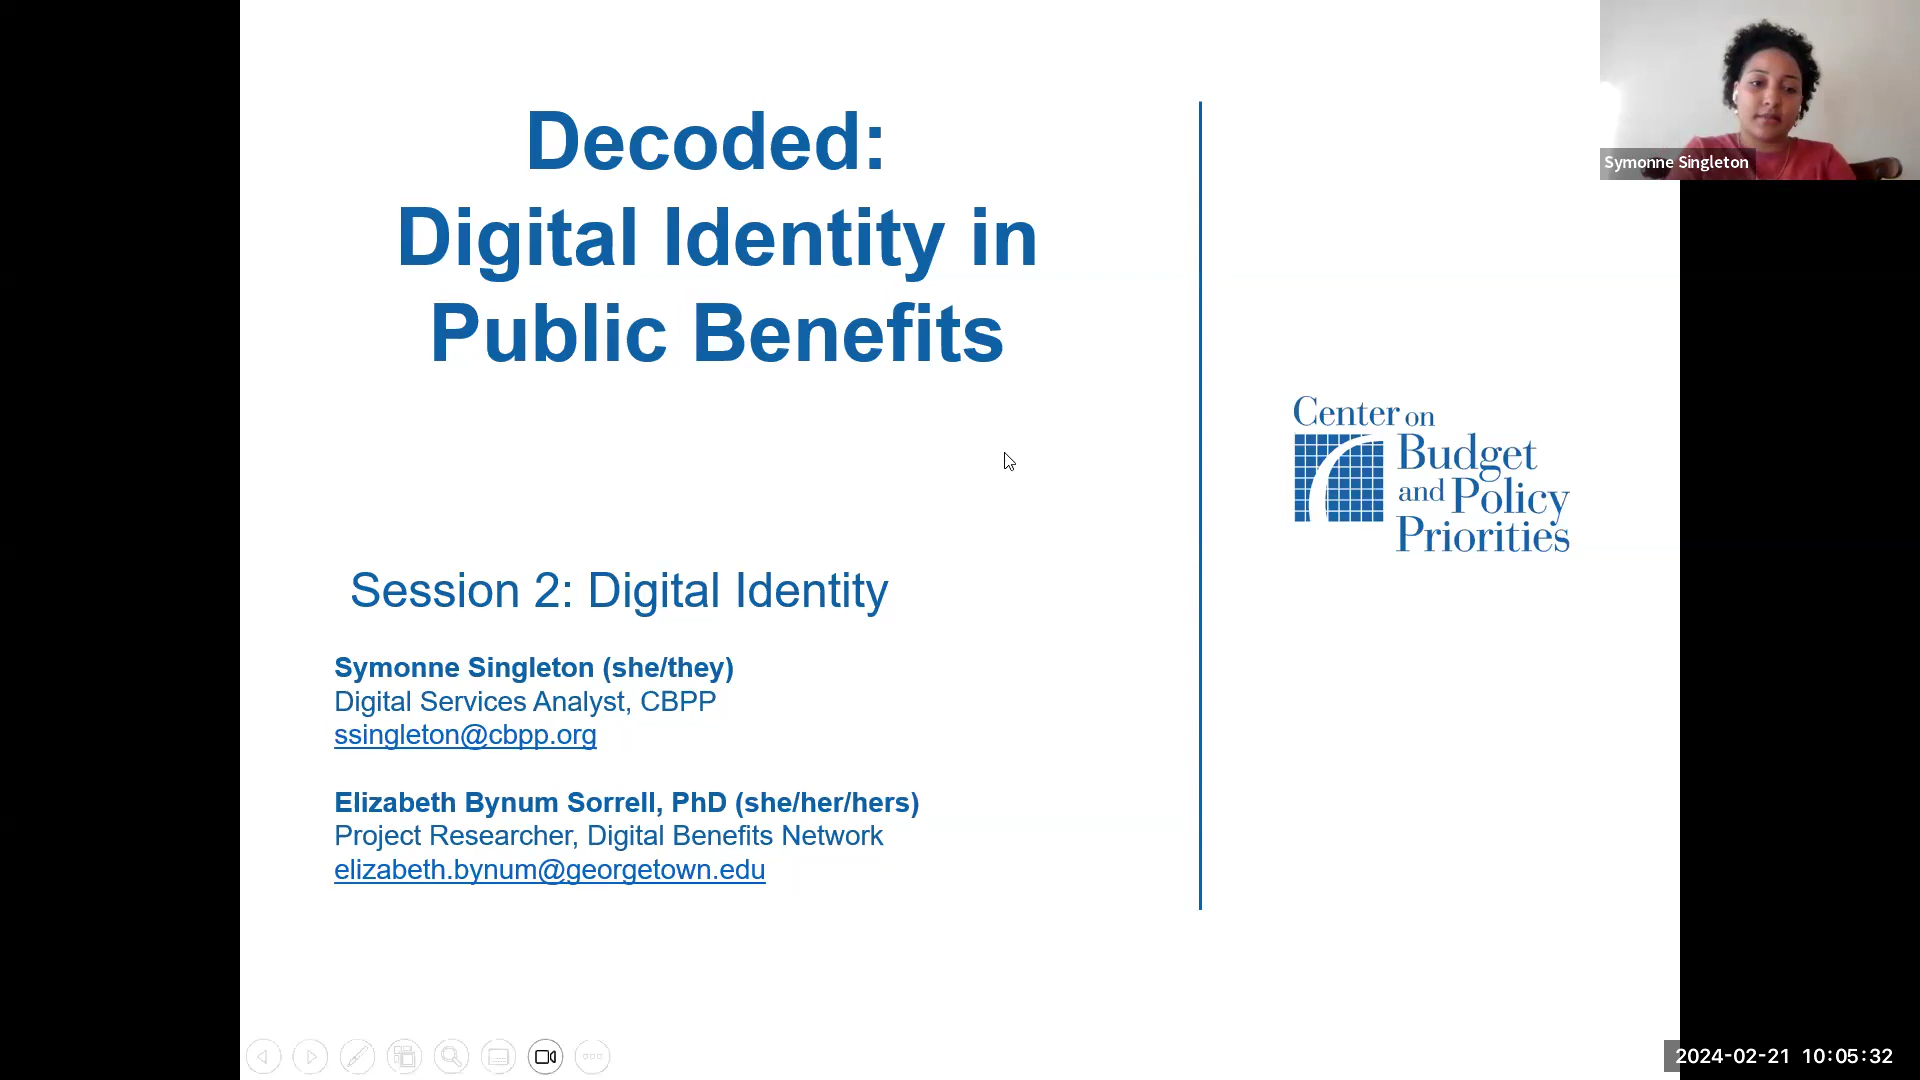 Decoded:
Digital Identity in
Public Benefits
Session 2: Digital Identity
Symonne Singleton (she/they)
Digital Services Analyst, CBPP
ssingleton@cbpp.org
Elizabeth Bynum Sorrell, PhD (she/her/hers)
Project Researcher, Digital Benefits Network
elizabeth.bynum@georgetown.edu
Center on
Budget
and Policy
Priorities
Symonne Singleton
2024-02-21 10:05:32